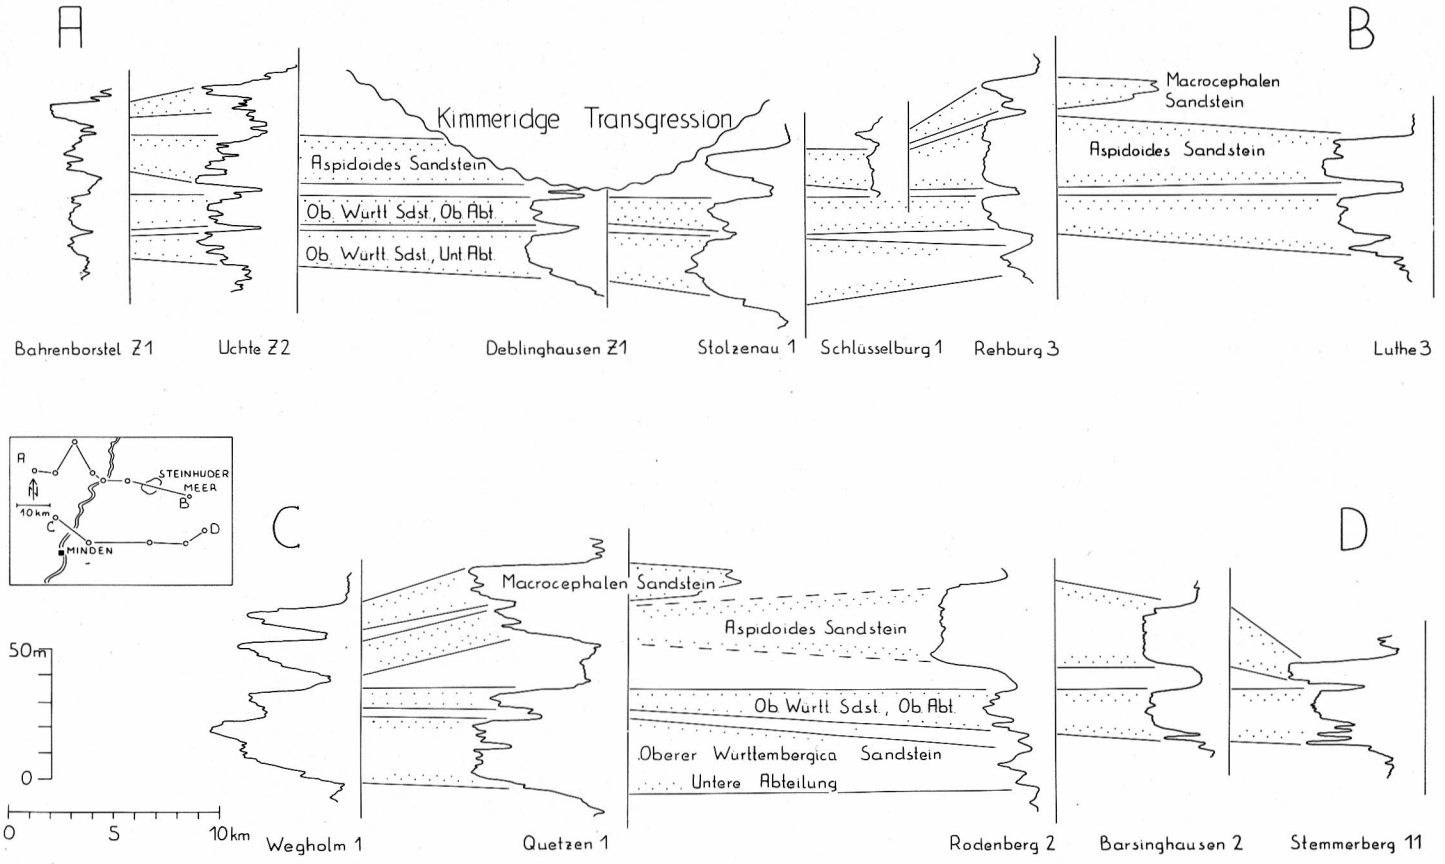 A
B
Macrocephalen
Sandstein
Kimmeridge Transgression
Aspidoides Sandstein
Aspidoides Sandstein
Ob. Württ. Sdst., Ob. Abt.
Ob. Württ. Sdst., Unt. Abt.
Bahrenborstel Z1
Uchte Z2
Deblinghausen Z1
Stolzenau 1
Schlüsselburg 1
Rehburg 3
Luthe 3
A
STEINHUDER
MEER
B
N
10 km
C
D
MINDEN
C
D
Macrocephalen Sandstein
Aspidoides Sandstein
50m
Ob. Württ. Sdst., Ob. Abt.
Oberer Württembergica Sandstein
Untere Abteilung
0
0 5 10 km
Wegholm 1
Quetzen 1
Rodenberg 2
Barsinghausen 2
Stemmerberg 11